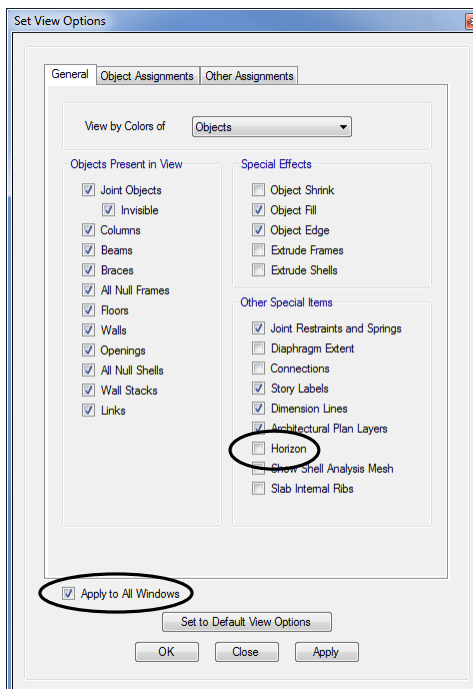 Set View Options
General Object Assignments Other Assignments
View by Colors of Objects
Objects Present in View
Joint Objects
Invisible
Columns
Beams
Braces
All Null Frames
Floors
Walls
Openings
All Null Shells
Wall Stacks
Links
Special Effects
Object Shrink
Object Fill
Object Edge
Extrude Frames
Extrude Shells
Other Special Items
Joint Restraints and Springs
Diaphragm Extent
Connections
Story Labels
Dimension Lines
Architectural Plan Layers
Horizon
Show Shell Analysis Mesh
Slab Internal Ribs
Apply to All Windows
Set to Default View Options
OK Close Apply